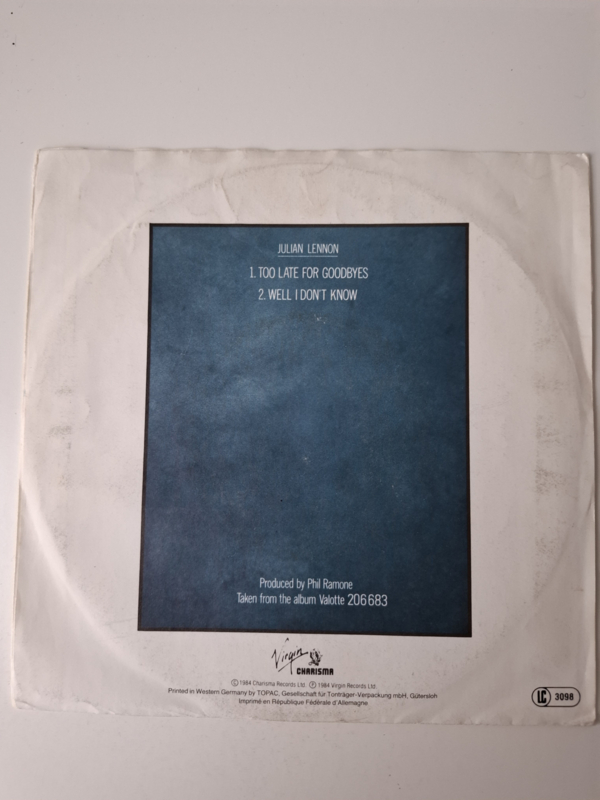 JULIAN LENNON
1. TOO LATE FOR GOODBYES
2. WELL I DON'T KNOW
Produced by Phil Ramone
Taken from the album Valotte 206 683
Virgin
CHARISMA
© 1984 Charisma Records Ltd. ℗ 1984 Virgin Records Ltd.
Printed in Western Germany by TOPAC, Gesellschaft für Tonträger-Verpackung mbH, Gütersloh
Imprimé en République Fédérale d'Allemagne
LC 3098